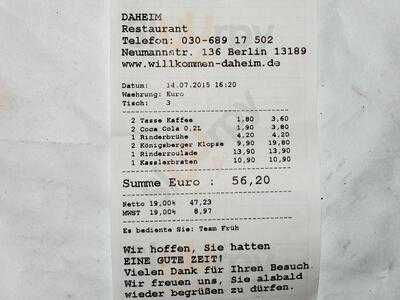 DAHEIM
Restaurant
Telefon: 030-689 17 502
Neumannstr. 136 Berlin 13189
www.willkommen-daheim.de
Datum: 14.07.2015 16:20
Waehrung: Euro
Tisch: 3
2 Tasse Kaffee 1,80 3,60
2 Coca Cola 0,2L 1,90 3,80
1 Rinderbrühe 4,20 4,20
2 Königsberger Klopse 9,90 19,80
1 Rinderroulade 13,90 13,90
1 Kasslerbraten 10,90 10,90
Summe Euro : 56,20
Netto 19,00% 47,23
MWST 19,00% 8,97
Es bediente Sie: Team Früh
Wir hoffen, Sie hatten
EINE GUTE ZEIT!
Vielen Dank für Ihren Besuch
Wir freuen uns, Sie alsbald
wieder begrüßen zu dürfen.